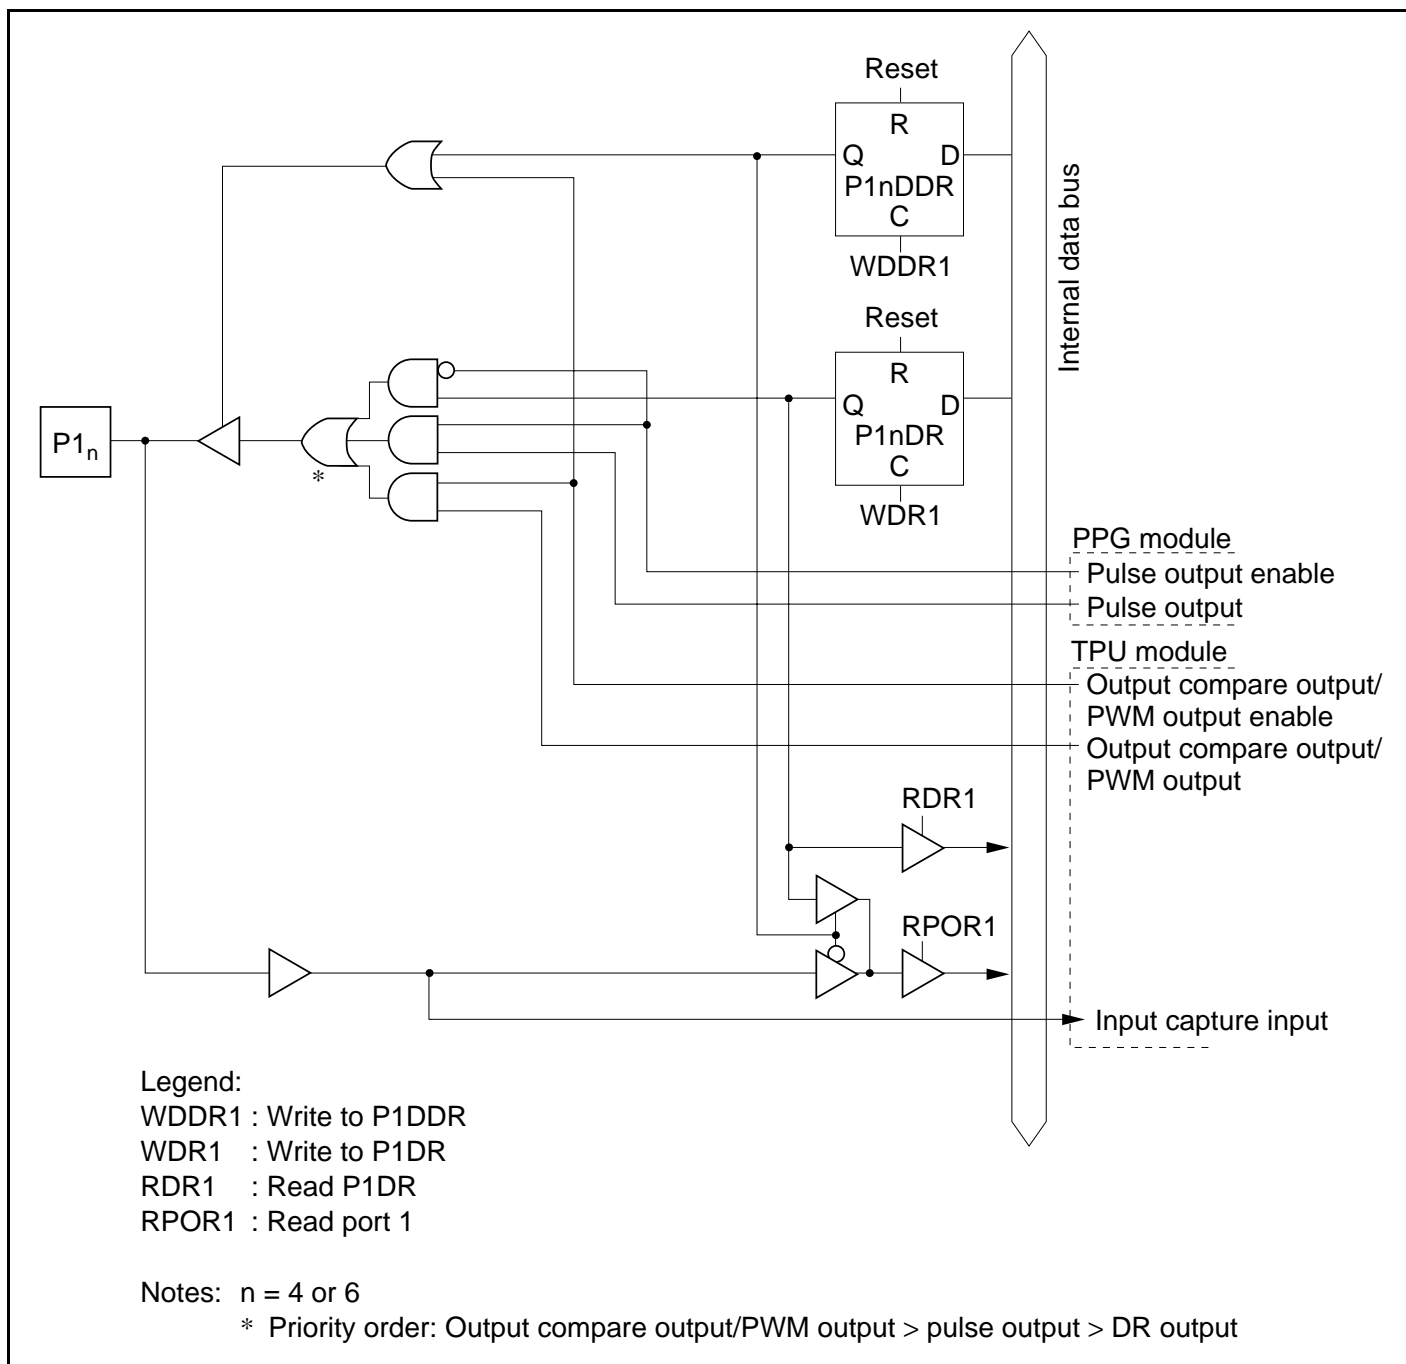 Reset
R
Q D
P1nDDR
C
WDDR1
Internal data bus
Reset
R
Q D
P1nDR
C
WDR1
P1n
*
PPG module
Pulse output enable
Pulse output
TPU module
Output compare output/
PWM output enable
Output compare output/
PWM output
RDR1
RPOR1
Input capture input
Legend:
WDDR1 : Write to P1DDR
WDR1 : Write to P1DR
RDR1 : Read P1DR
RPOR1 : Read port 1
Notes: n = 4 or 6
* Priority order: Output compare output/PWM output > pulse output > DR output